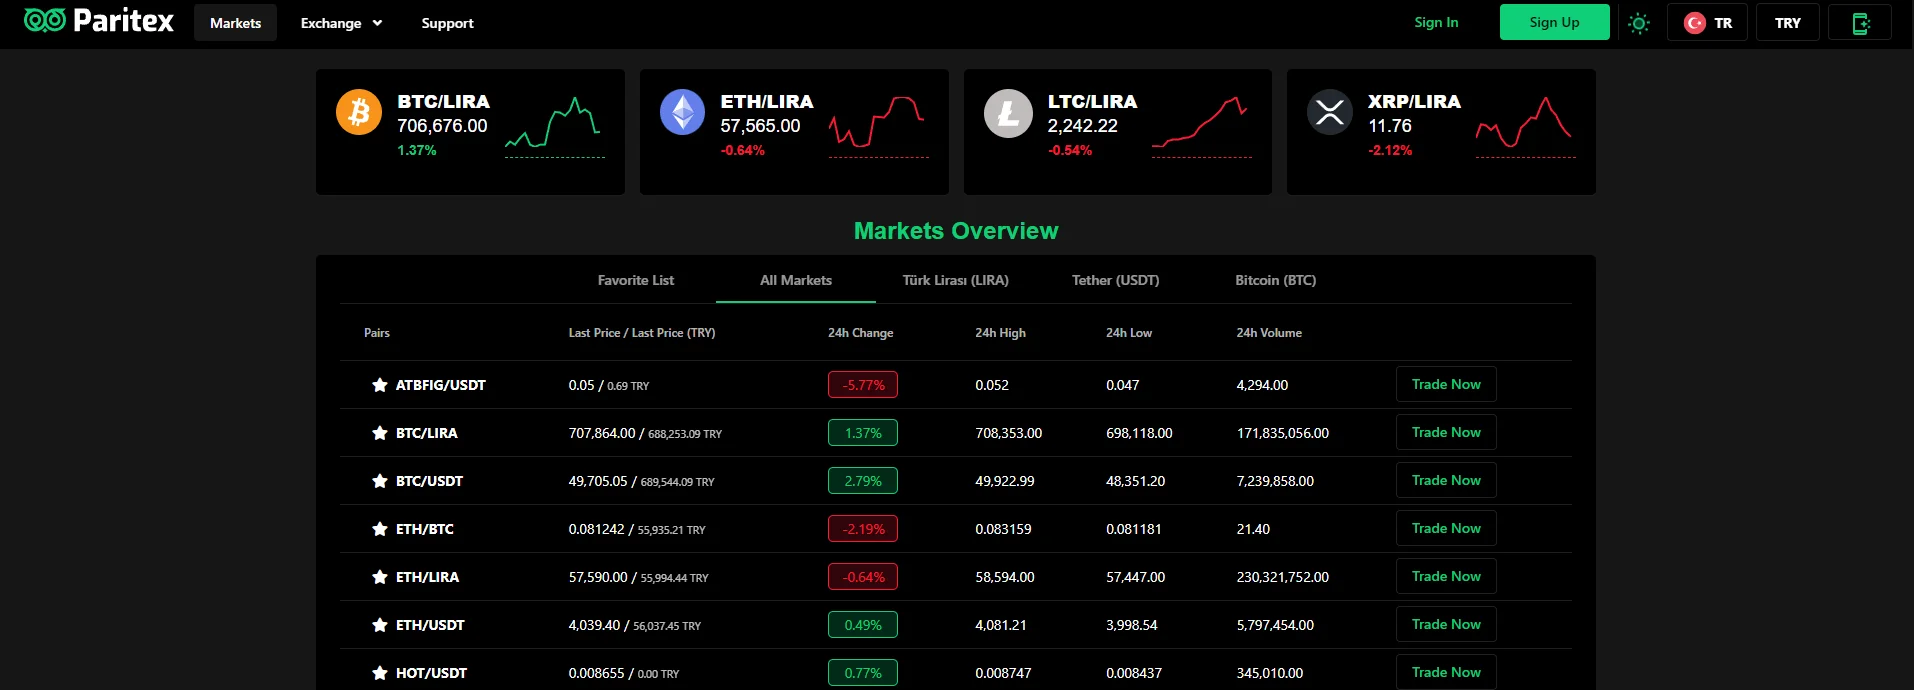 Paritex Markets Exchange Support Sign In Sign Up TR TRY
BTC/LIRA
706,676.00
1.37%
ETH/LIRA
57,565.00
-0.64%
LTC/LIRA
2,242.22
-0.54%
XRP/LIRA
11.76
-2.12%
Markets Overview
Favorite List All Markets Türk Lirası (LIRA) Tether (USDT) Bitcoin (BTC)
Pairs Last Price / Last Price (TRY) 24h Change 24h High 24h Low 24h Volume
ATBFIG/USDT 0.05 / 0.69 TRY -5.77% 0.052 0.047 4,294.00 Trade Now
BTC/LIRA 707,864.00 / 688,253.09 TRY 1.37% 708,353.00 698,118.00 171,835,056.00 Trade Now
BTC/USDT 49,705.05 / 689,544.09 TRY 2.79% 49,922.99 48,351.20 7,239,858.00 Trade Now
ETH/BTC 0.081242 / 55,935.21 TRY -2.19% 0.083159 0.081181 21.40 Trade Now
ETH/LIRA 57,590.00 / 55,994.44 TRY -0.64% 58,594.00 57,447.00 230,321,752.00 Trade Now
ETH/USDT 4,039.40 / 56,037.45 TRY 0.49% 4,081.21 3,998.54 5,797,454.00 Trade Now
HOT/USDT 0.008655 / 0.00 TRY 0.77% 0.008747 0.008437 345,010.00 Trade Now